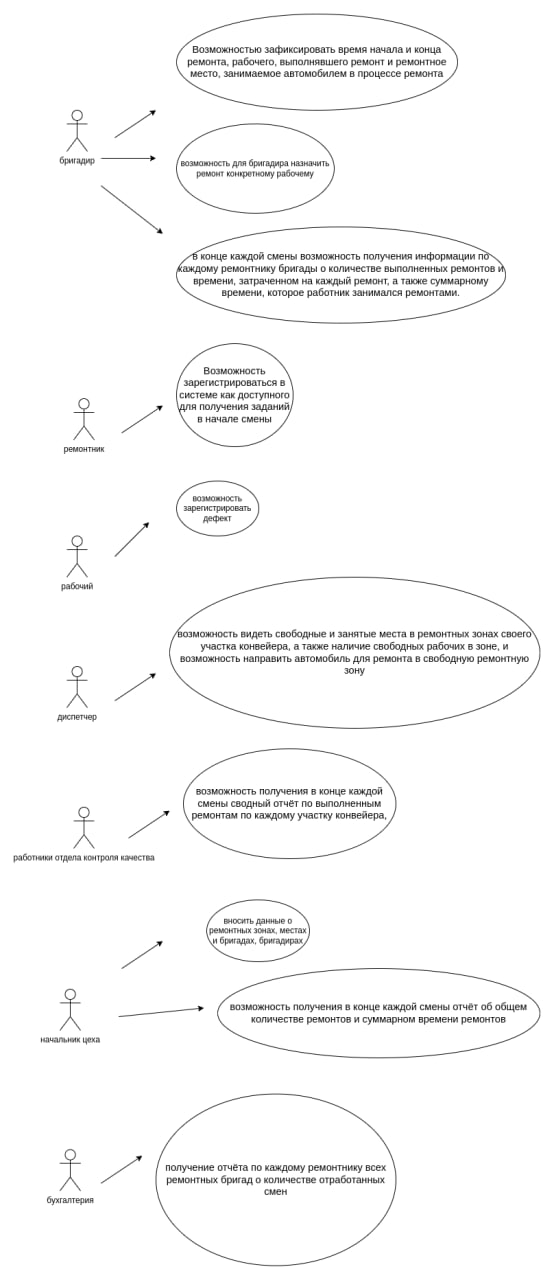 Возможностью зафиксировать время начала и конца
ремонта, рабочего, выполнявшего ремонт и ремонтное
место, занимаемое автомобилем в процессе ремонта
бригадир
возможность для бригадира назначить
ремонт конкретному рабочему
в конце каждой смены возможность получения информации по
каждому ремонтнику бригады о количестве выполненных ремонтов и
времени, затраченном на каждый ремонт, а также суммарному
времени, которое работник занимался ремонтами.
Возможность
зарегистрироваться в
системе как доступного
для получения заданий
в начале смены
ремонтник
возможность
зарегистрировать
дефект
рабочий
возможность видеть свободные и занятые места в ремонтных зонах своего
участка конвейера, а также наличие свободных рабочих в зоне, и
возможность направить автомобиль для ремонта в свободную ремонтную
зону
диспетчер
возможность получения в конце каждой
смены сводный отчёт по выполненным
ремонтам по каждому участку конвейера,
работники отдела контроля качества
вносить данные о
ремонтных зонах, местах
и бригадах, бригадирах
возможность получения в конце каждой смены отчёт об общем
количестве ремонтов и суммарном времени ремонтов
начальник цеха
получение отчёта по каждому ремонтнику всех
ремонтных бригад о количестве отработанных
смен
бухгалтерия